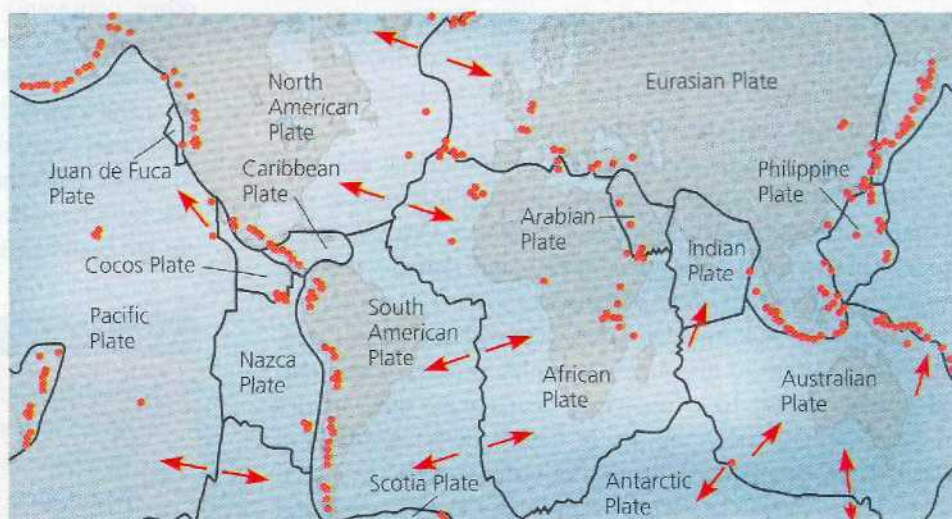 North
American
Plate
Eurasian Plate
Juan de Fuca
Plate
Caribbean
Plate
Philippine
Plate
Arabian
Plate
Indian
Plate
Cocos Plate
Pacific
Plate
South
American
Plate
Nazca
Plate
African
Plate
Australian
Plate
Scotia Plate
Antarctic
Plate